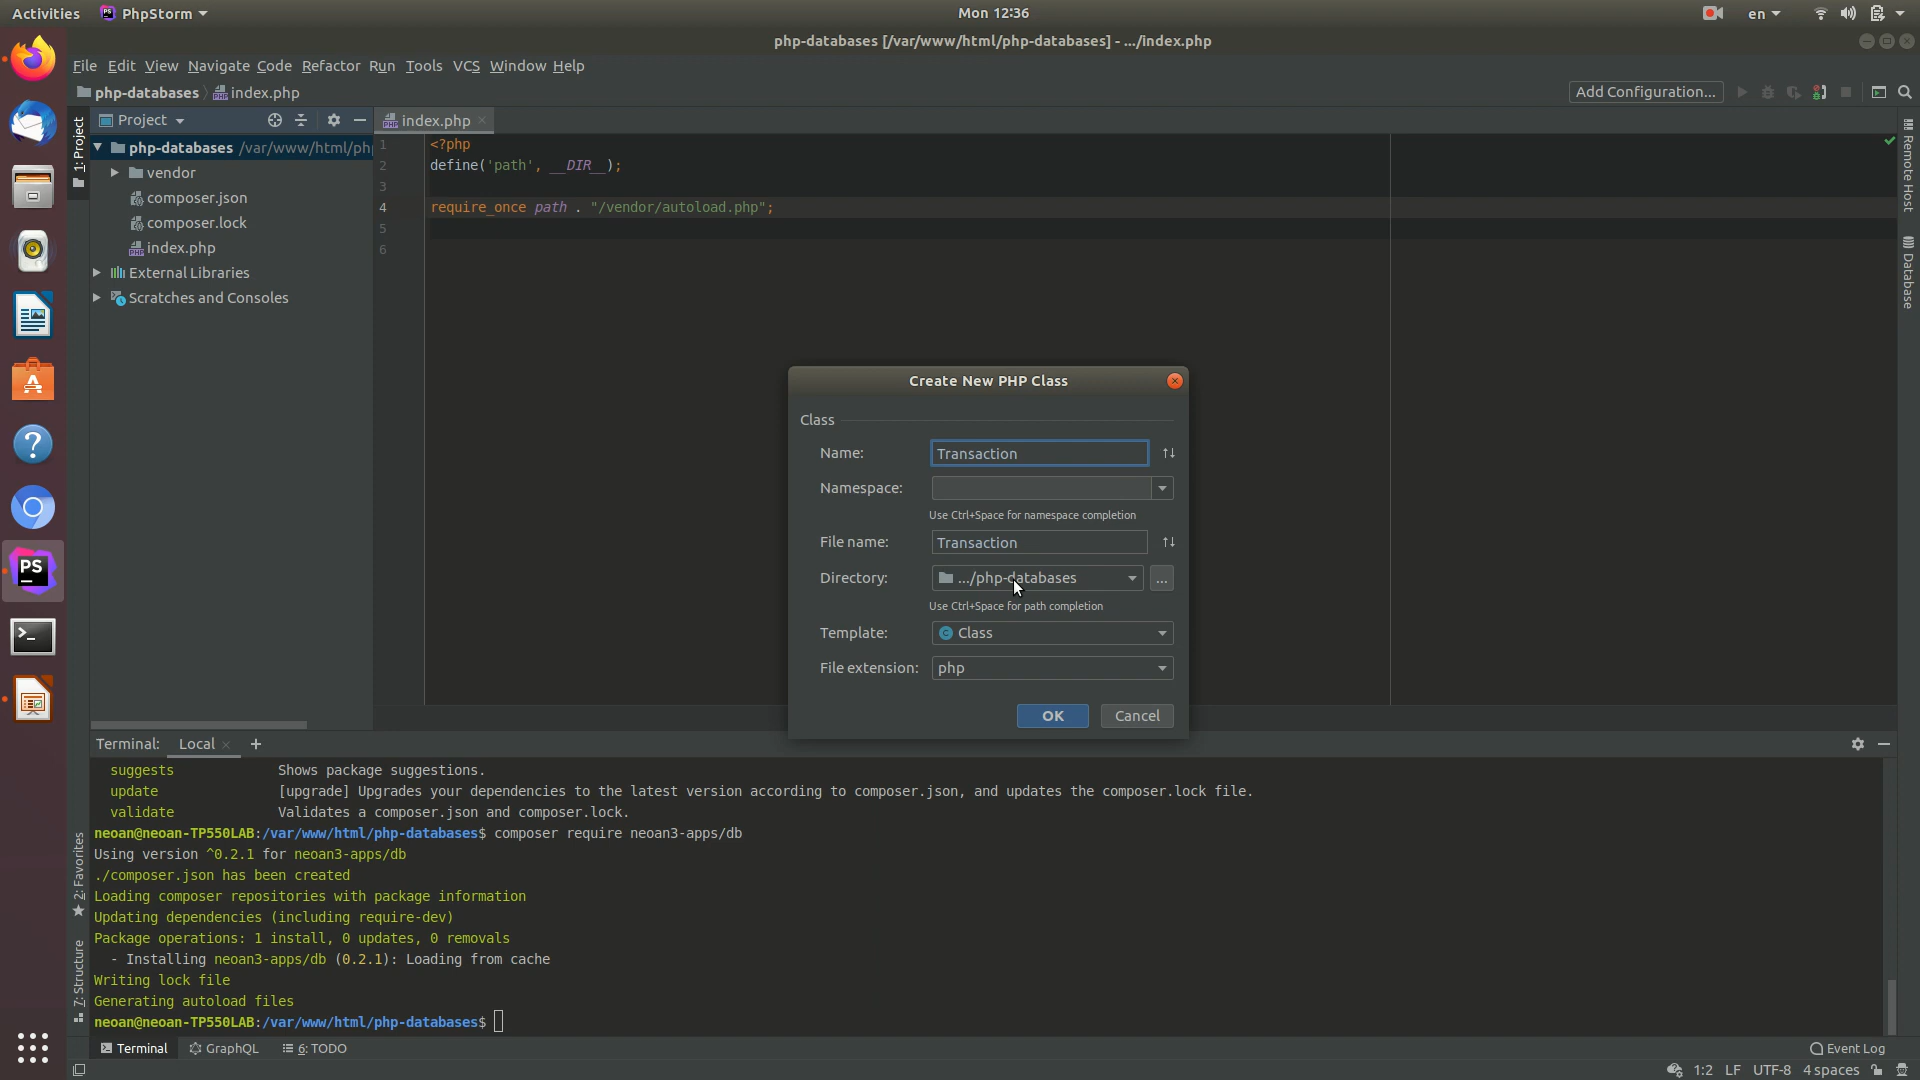 Activities
PhpStorm
Mon 12:36
en
php-databases [/var/www/html/php-databases] - .../index.php
File Edit View Navigate Code Refactor Run Tools VCS Window Help
php-databases
index.php
Add Configuration...
1: Project
Project
index.php
php-databases /var/www/html/ph
vendor
composer.json
composer.lock
index.php
External Libraries
Scratches and Consoles
1 <?php
2 define('path', __DIR__);
3
4 require_once path . "/vendor/autoload.php";
5
6
Remote Host
Database
Create New PHP Class
Class
Name: Transaction
Namespace:
Use Ctrl+Space for namespace completion
File name: Transaction
Directory: .../php-databases ...
Use Ctrl+Space for path completion
Template: Class
File extension: php
OK Cancel
Terminal: Local +
suggests Shows package suggestions.
update [upgrade] Upgrades your dependencies to the latest version according to composer.json, and updates the composer.lock file.
validate Validates a composer.json and composer.lock.
neoan@neoan-TP550LAB:/var/www/html/php-databases$ composer require neoan3-apps/db
Using version ^0.2.1 for neoan3-apps/db
./composer.json has been created
Loading composer repositories with package information
Updating dependencies (including require-dev)
Package operations: 1 install, 0 updates, 0 removals
- Installing neoan3-apps/db (0.2.1): Loading from cache
Writing lock file
Generating autoload files
neoan@neoan-TP550LAB:/var/www/html/php-databases$
2: Favorites
7: Structure
Terminal GraphQL 6: TODO
Event Log
1:2 LF UTF-8 4 spaces